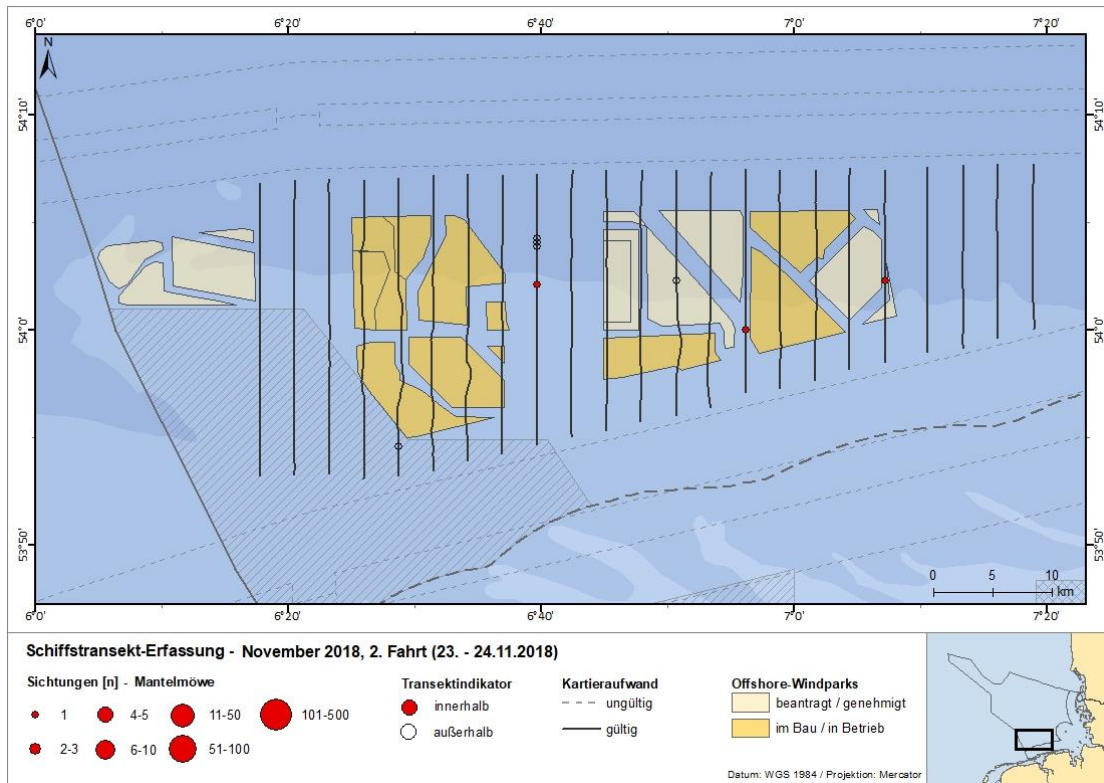 6°0' 6°20' 6°40' 7°0' 7°20'
N
54°10' 54°10'
54°0' 54°0'
53°50' 53°50'
0 5 10
km
6°0' 6°20' 6°40' 7°0' 7°20'
Schiffstransekt-Erfassung - November 2018, 2. Fahrt (23. - 24.11.2018)
Sichtungen [n] - Mantelmöwe
1 4-5 11-50 101-500
2-3 6-10 51-100
Transektindikator
innerhalb
außerhalb
Kartieraufwand
ungültig
gültig
Offshore-Windparks
beantragt / genehmigt
im Bau / in Betrieb
Datum: WGS 1984 / Projektion: Mercator